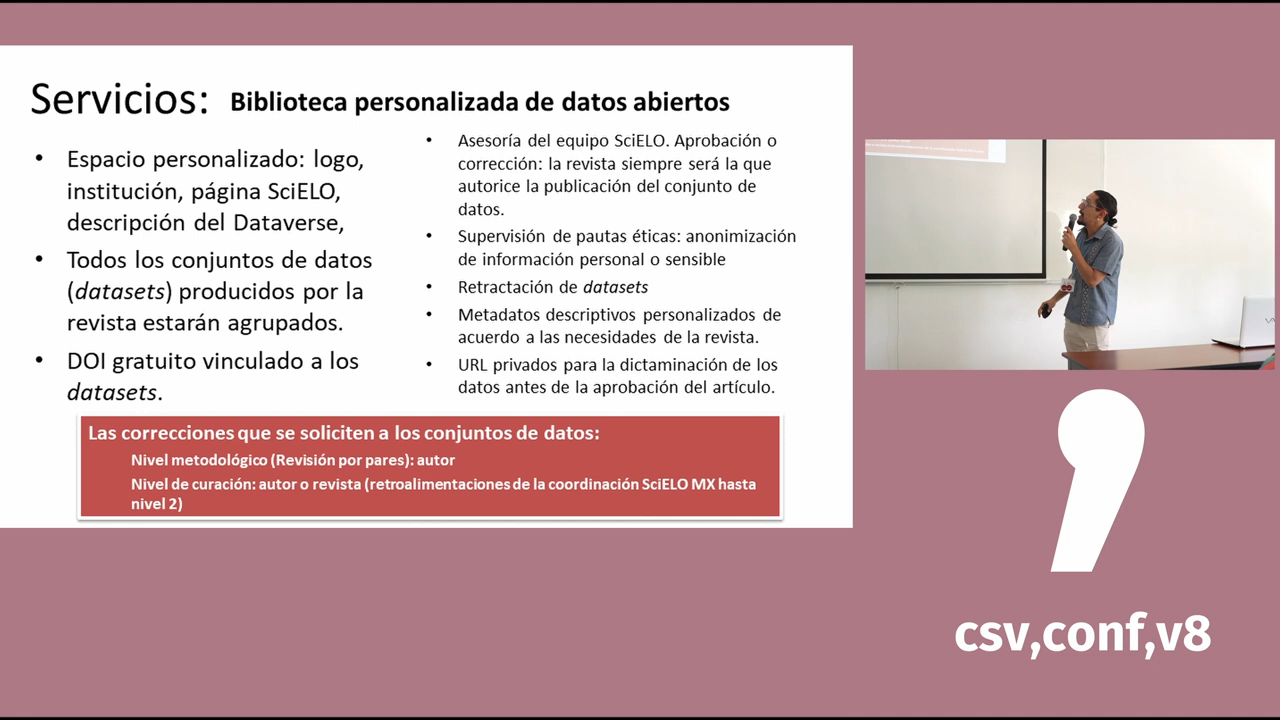 Servicios: Biblioteca personalizada de datos abiertos
• Espacio personalizado: logo,
institución, página SciELO,
descripción del Dataverse,
• Todos los conjuntos de datos
(datasets) producidos por la
revista estarán agrupados.
• DOI gratuito vinculado a los
datasets.
• Asesoría del equipo SciELO. Aprobación o
corrección: la revista siempre será la que
autorice la publicación del conjunto de
datos.
• Supervisión de pautas éticas: anonimización
de información personal o sensible
• Retractación de datasets
• Metadatos descriptivos personalizados de
acuerdo a las necesidades de la revista.
• URL privados para la dictaminación de los
datos antes de la aprobación del artículo.
Las correcciones que se soliciten a los conjuntos de datos:
Nivel metodológico (Revisión por pares): autor
Nivel de curación: autor o revista (retroalimentaciones de la coordinación SciELO MX hasta
nivel 2)
csv,conf,v8